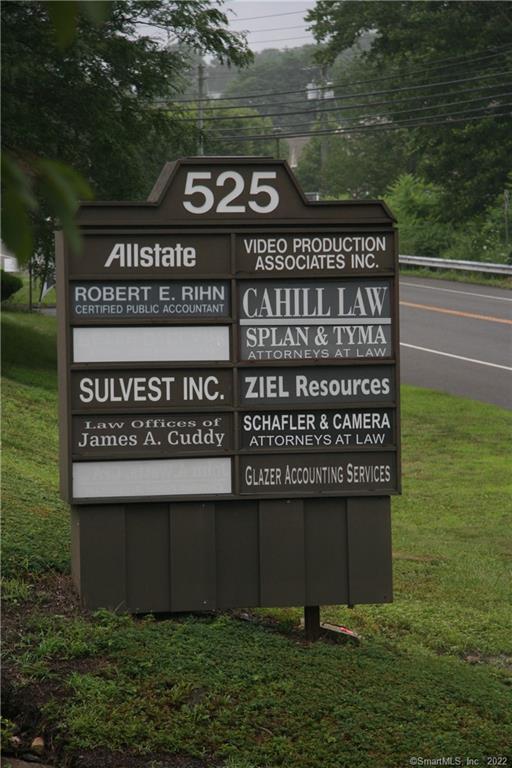 525
Allstate
VIDEO PRODUCTION
ASSOCIATES INC.
ROBERT E. RIHN
CERTIFIED PUBLIC ACCOUNTANT
CAHILL LAW
SPLAN & TYMA
ATTORNEYS AT LAW
SULVEST INC.
ZIEL Resources
Law Offices of
James A. Cuddy
SCHAFLER & CAMERA
ATTORNEYS AT LAW
GLAZER ACCOUNTING SERVICES
©SmartMLS, Inc. 2022